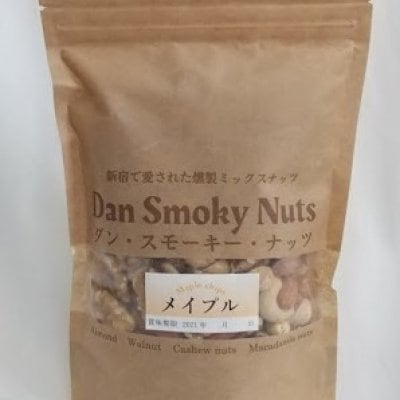 新宿で愛された燻製ミックスナッツ
Dan Smoky Nuts
ダン・スモーキー・ナッツ
Maple chips
メイプル
賞味期限 2021年 月 日
Almond Walnut Cashew nuts Macadamia nuts